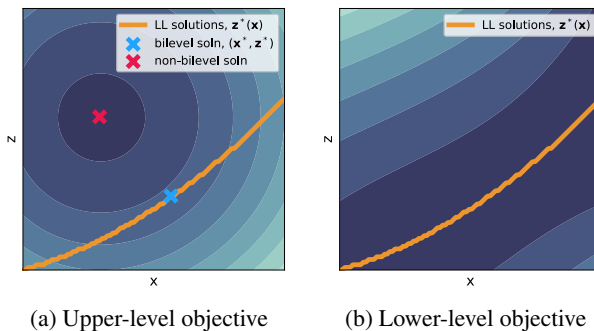 LL solutions, z*(x)
bilevel soln, (x*, z*)
non-bilevel soln
z
x
(a) Upper-level objective
LL solutions, z*(x)
z
x
(b) Lower-level objective